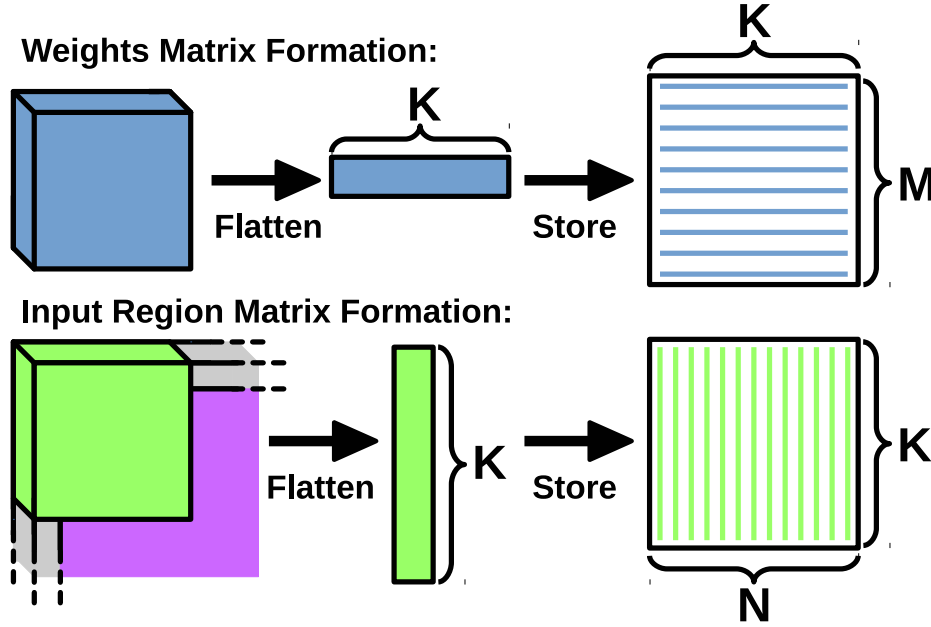 Weights Matrix Formation:
K
K
Flatten
Store
M
Input Region Matrix Formation:
K
Flatten
Store
K
N